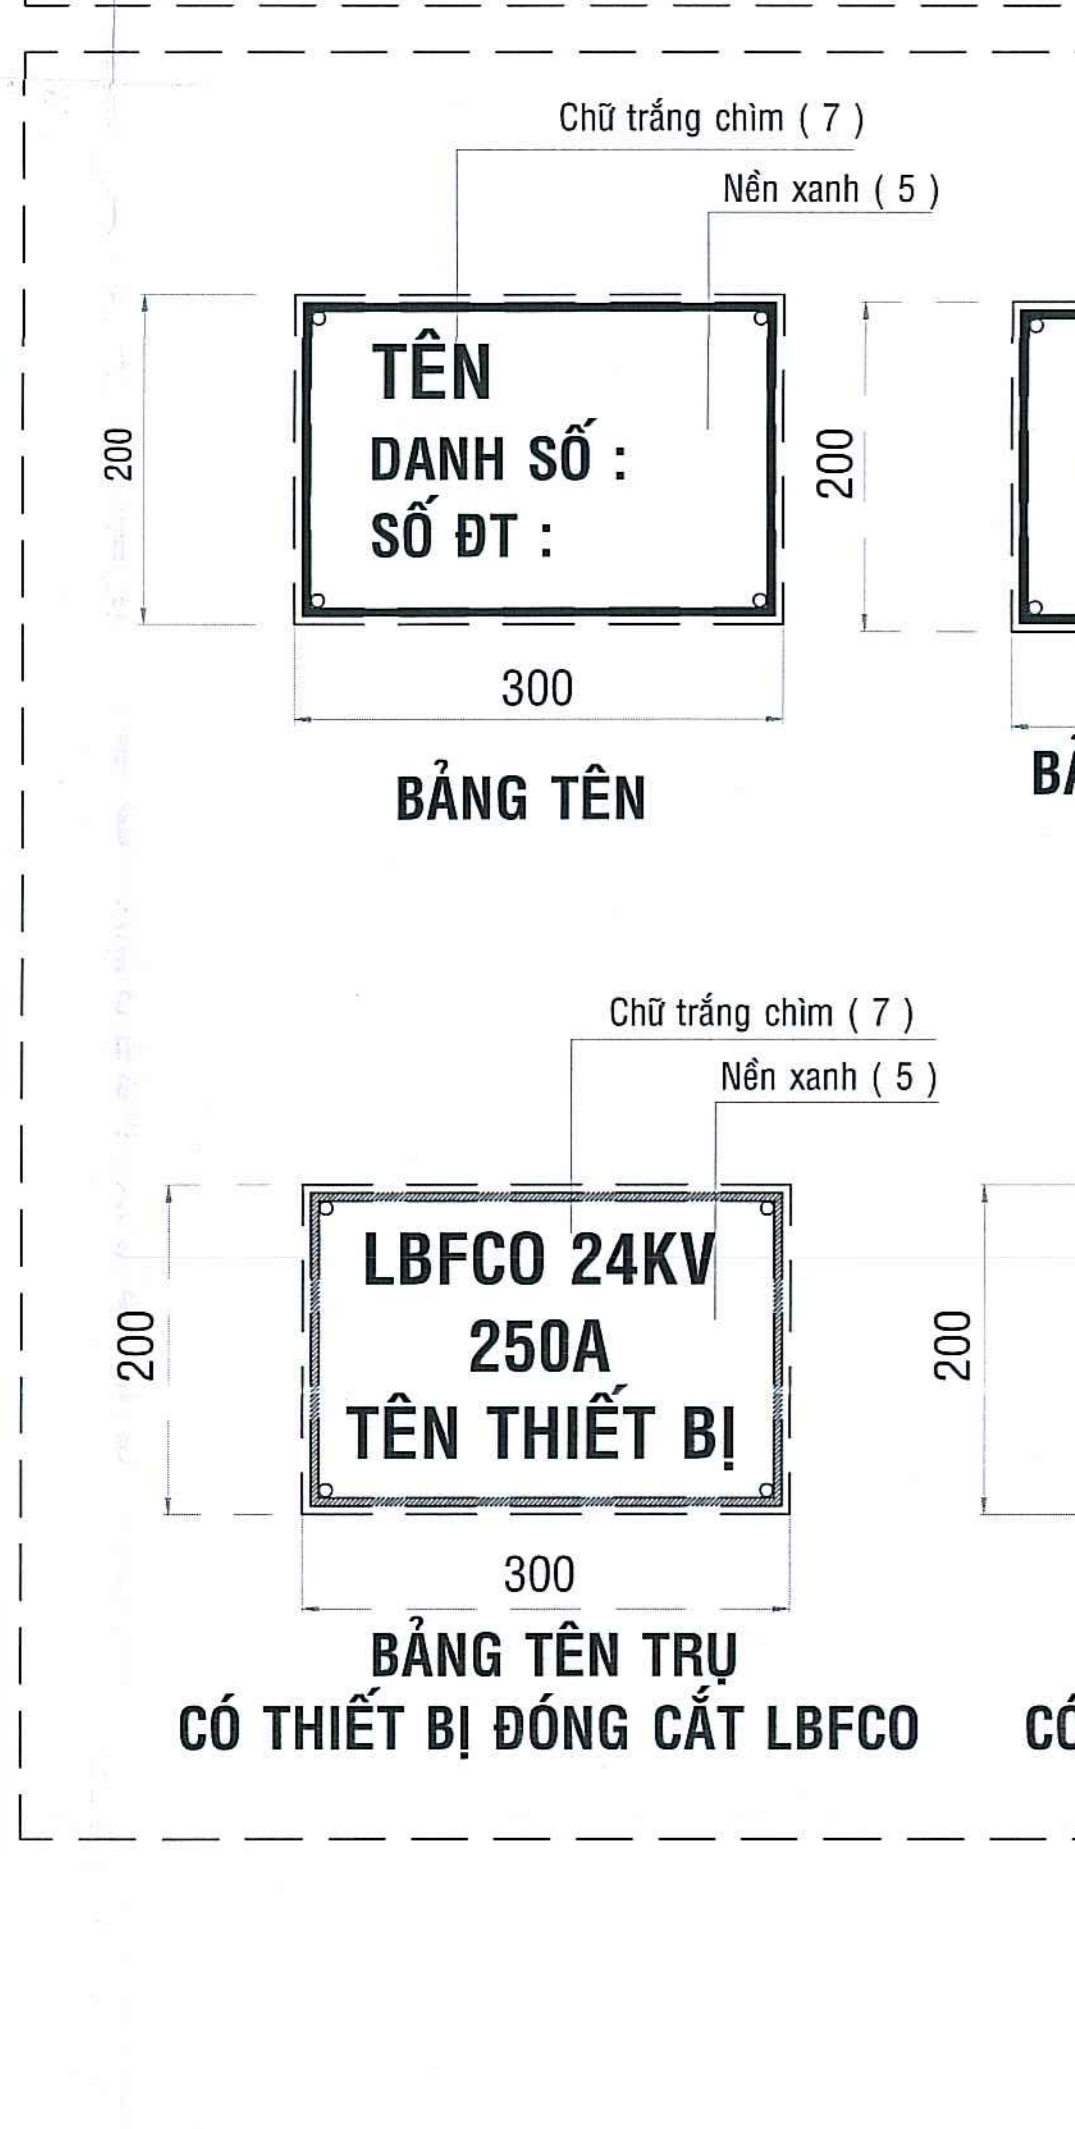 Chữ trắng chìm ( 7 )
Nền xanh ( 5 )
TÊN
DANH SỐ :
SỐ ĐT :
200
200
300
BẢNG TÊN
Chữ trắng chìm ( 7 )
Nền xanh ( 5 )
LBFCO 24KV
250A
TÊN THIẾT BỊ
200
200
300
BẢNG TÊN TRỤ
CÓ THIẾT BỊ ĐÓNG CẮT LBFCO